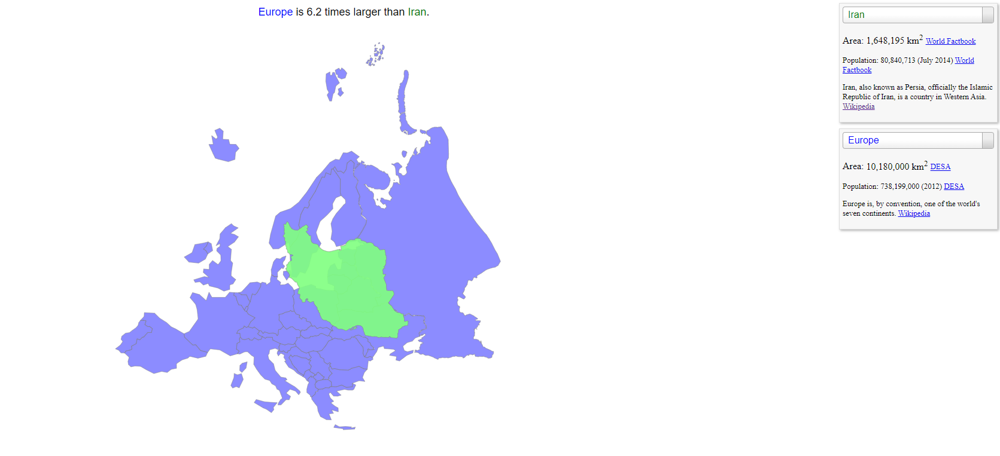 Europe is 6.2 times larger than Iran.
Iran
Area: 1,648,195 km2 World Factbook
Population: 80,840,713 (July 2014) World
Factbook
Iran, also known as Persia, officially the Islamic
Republic of Iran, is a country in Western Asia.
Wikipedia
Europe
Area: 10,180,000 km2 DESA
Population: 738,199,000 (2012) DESA
Europe is, by convention, one of the world's
seven continents. Wikipedia